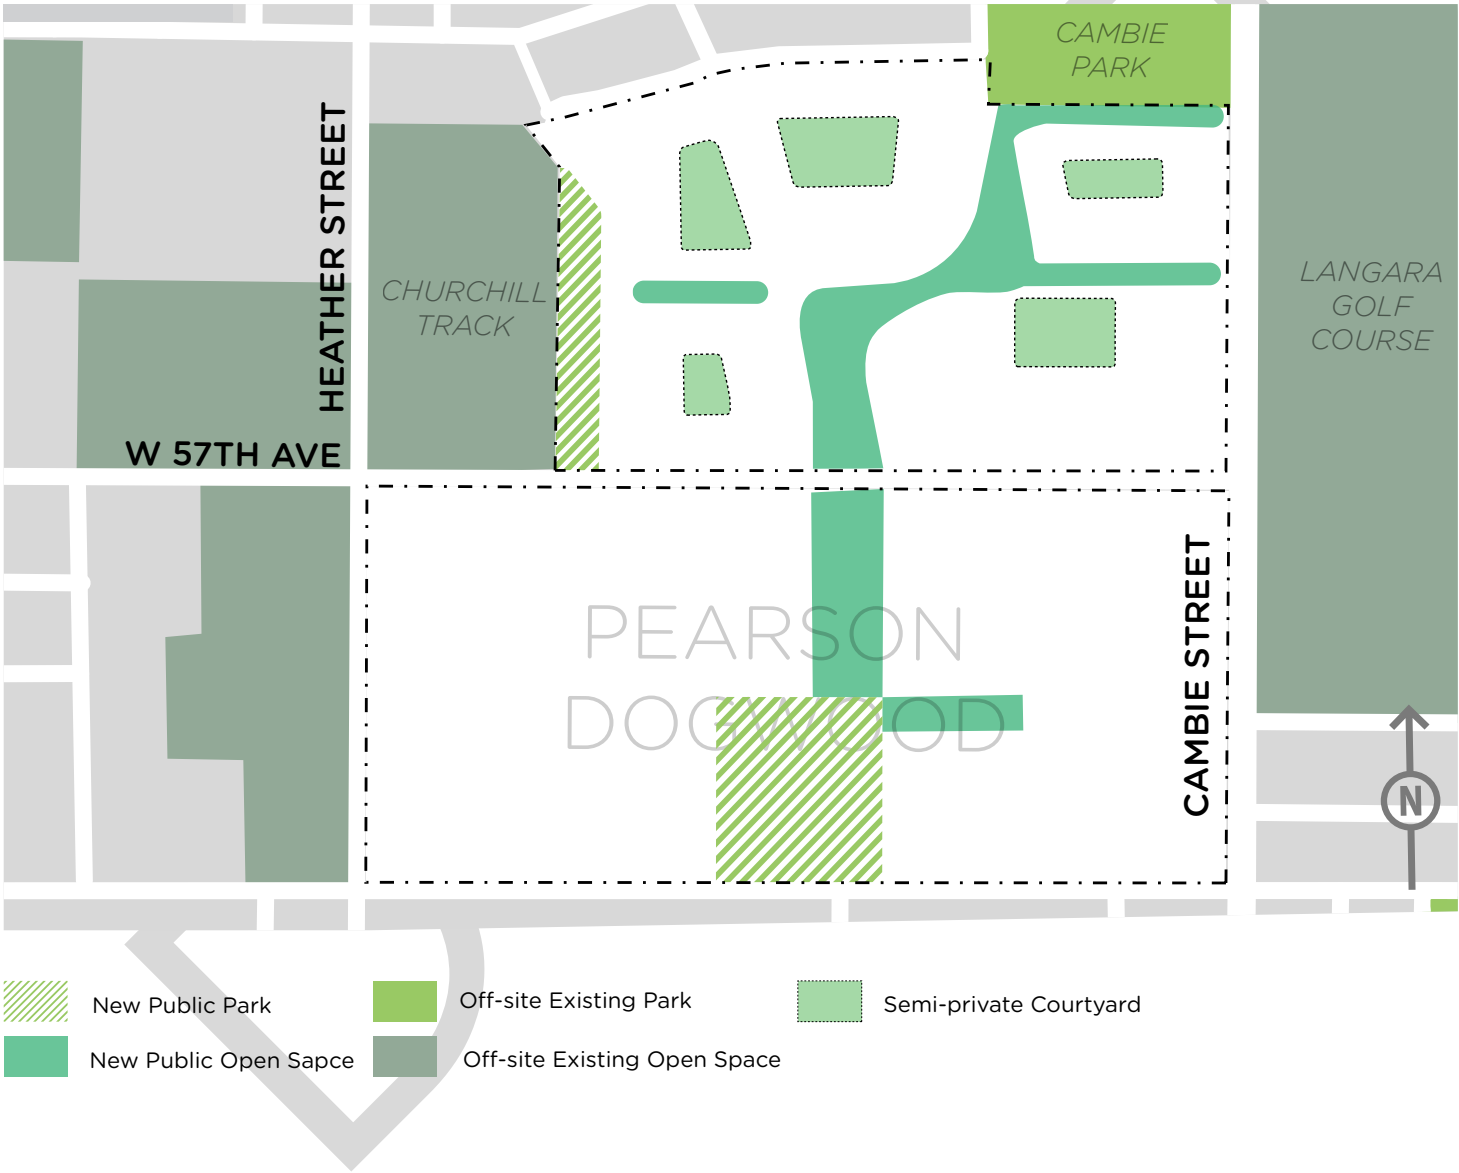 CAMBIE
PARK
HEATHER STREET
CHURCHILL
TRACK
LANGARA
GOLF
COURSE
W 57TH AVE
PEARSON
DOGWOOD
CAMBIE STREET
N
New Public Park
Off-site Existing Park
Semi-private Courtyard
New Public Open Sapce
Off-site Existing Open Space